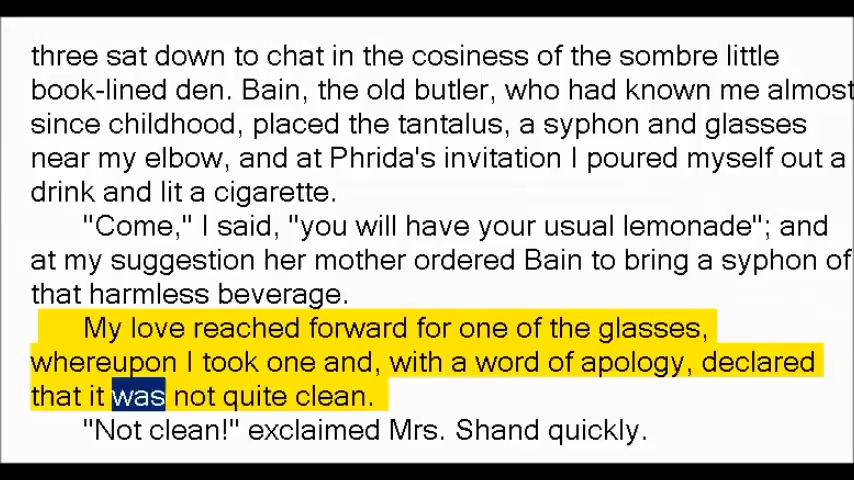 three sat down to chat in the cosiness of the sombre little
book-lined den. Bain, the old butler, who had known me almost
since childhood, placed the tantalus, a syphon and glasses
near my elbow, and at Phrida's invitation I poured myself out a
drink and lit a cigarette.
"Come," I said, "you will have your usual lemonade"; and
at my suggestion her mother ordered Bain to bring a syphon of
that harmless beverage.
My love reached forward for one of the glasses,
whereupon I took one and, with a word of apology, declared
that it was not quite clean.
"Not clean!" exclaimed Mrs. Shand quickly.